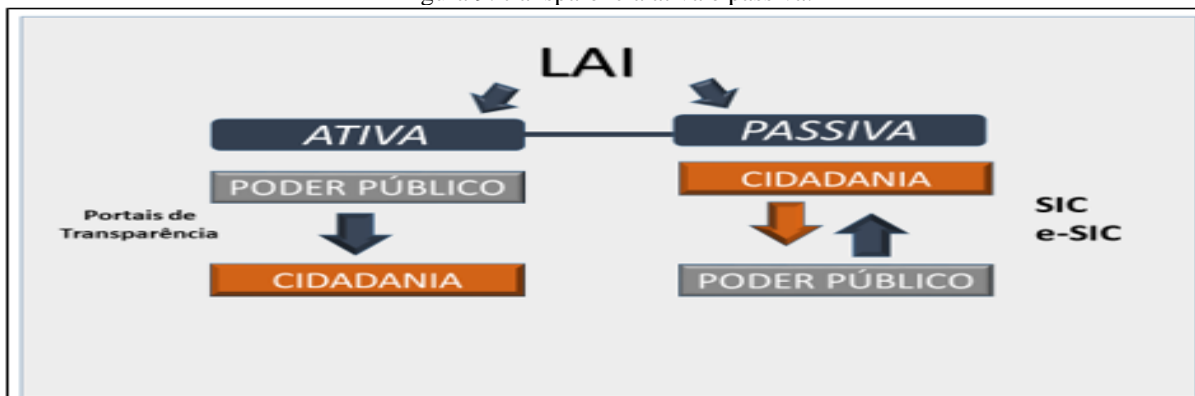 LAI
ATIVA
PASSIVA
PODER PÚBLICO
CIDADANIA
Portais de
Transparência
SIC
e-SIC
CIDADANIA
PODER PÚBLICO